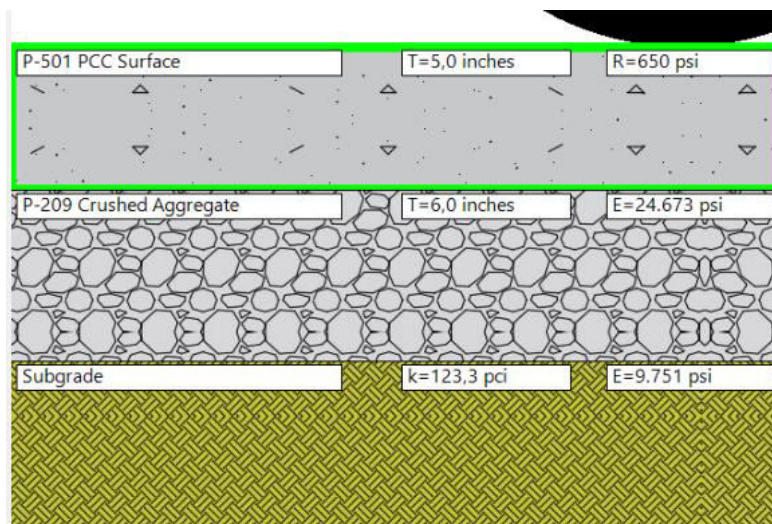 P-501 PCC Surface T=5,0 inches R=650 psi
P-209 Crushed Aggregate T=6,0 inches E=24.673 psi
Subgrade k=123,3 pci E=9.751 psi